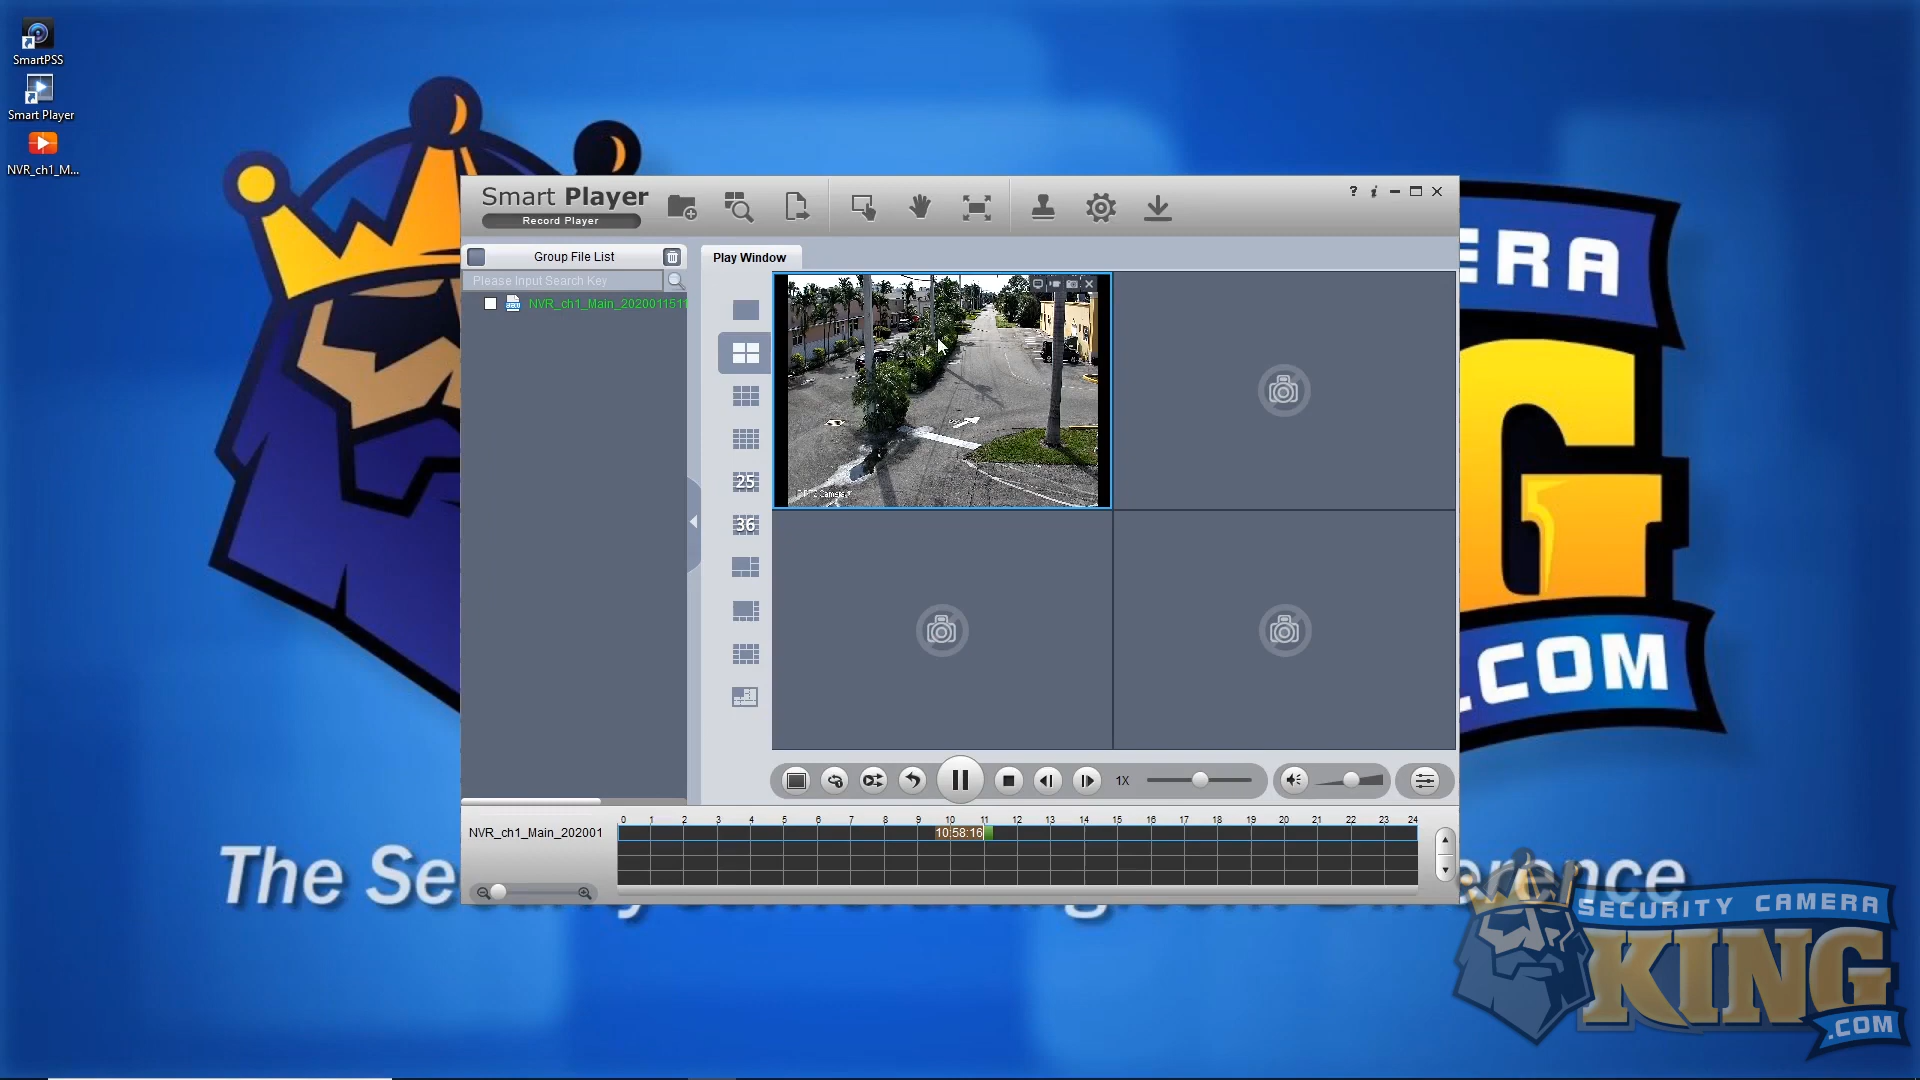 SmartPSS
Smart Player
NVR_ch1_M...
Smart Player
Record Player
? i
Group File List
Please Input Search Key
NVR_ch1_Main_2020011511
Play Window
25
36
1X
0 1 2 3 4 5 6 7 8 9 10 11 12 13 14 15 16 17 18 19 20 21 22 23 24
NVR_ch1_Main_202001
10:58:16
ERA
G
.COM
The Se
erence
SECURITY CAMERA
KING
.COM